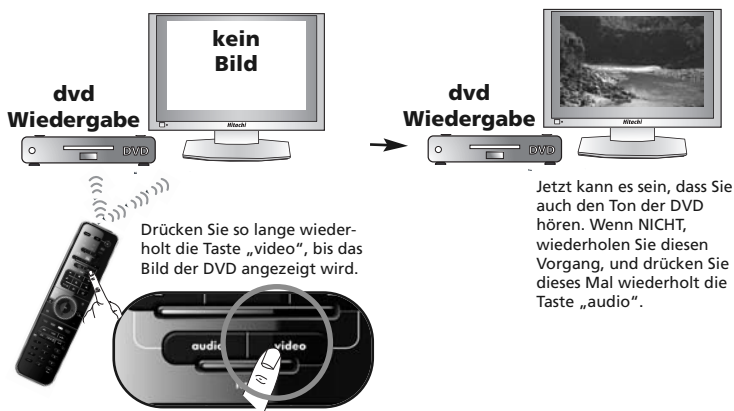 kein
Bild
dvd
Wiedergabe
Hitachi
DVD
dvd
Wiedergabe
Hitachi
DVD
Drücken Sie so lange wieder-
holt die Taste „video“, bis das
Bild der DVD angezeigt wird.
audio
video
Jetzt kann es sein, dass Sie
auch den Ton der DVD
hören. Wenn NICHT,
wiederholen Sie diesen
Vorgang, und drücken Sie
dieses Mal wiederholt die
Taste „audio“.